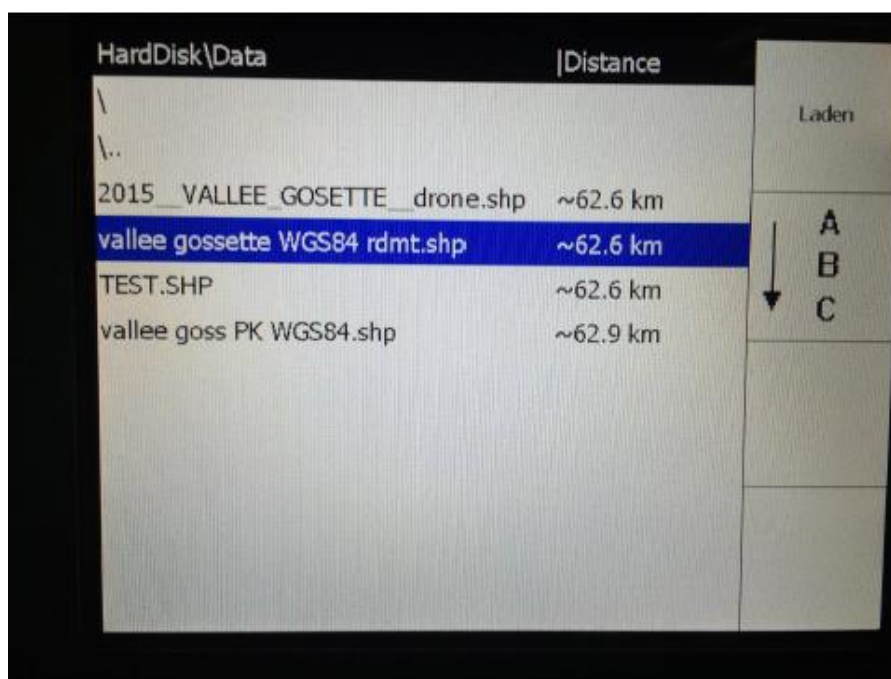 HardDisk\Data |Distance
\
\..
2015__VALLEE_GOSETTE__drone.shp ~62.6 km
vallee gossette WGS84 rdmt.shp ~62.6 km
TEST.SHP ~62.6 km
vallee goss PK WGS84.shp ~62.9 km
Laden
A
B
C